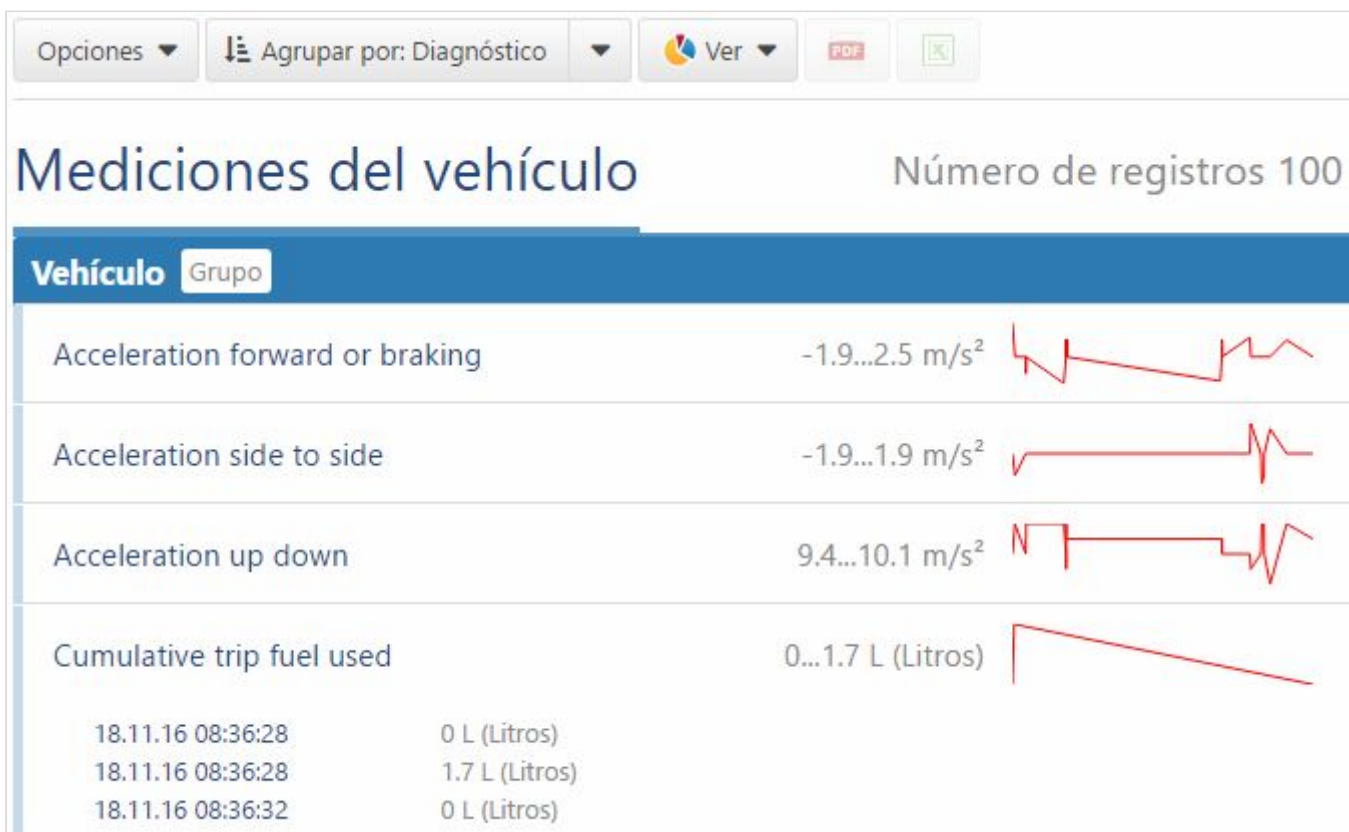 Opciones Agrupar por: Diagnóstico Ver PDF
Mediciones del vehículo Número de registros 100
Vehículo Grupo
Acceleration forward or braking -1.9...2.5 m/s²
Acceleration side to side -1.9...1.9 m/s²
Acceleration up down 9.4...10.1 m/s²
Cumulative trip fuel used 0...1.7 L (Litros)
18.11.16 08:36:28 0 L (Litros)
18.11.16 08:36:28 1.7 L (Litros)
18.11.16 08:36:32 0 L (Litros)